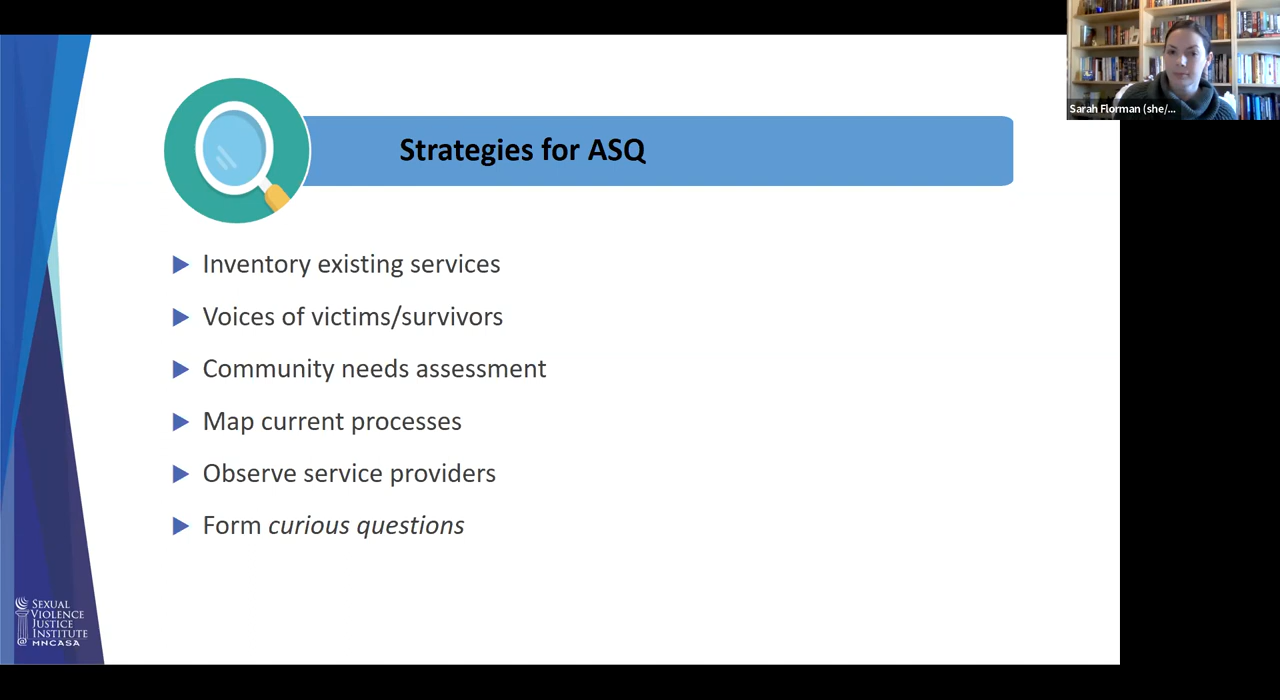 Sarah Florman (she/...
Strategies for ASQ
Inventory existing services
Voices of victims/survivors
Community needs assessment
Map current processes
Observe service providers
Form curious questions
SEXUAL
VIOLENCE
JUSTICE
INSTITUTE
@ MNCASA